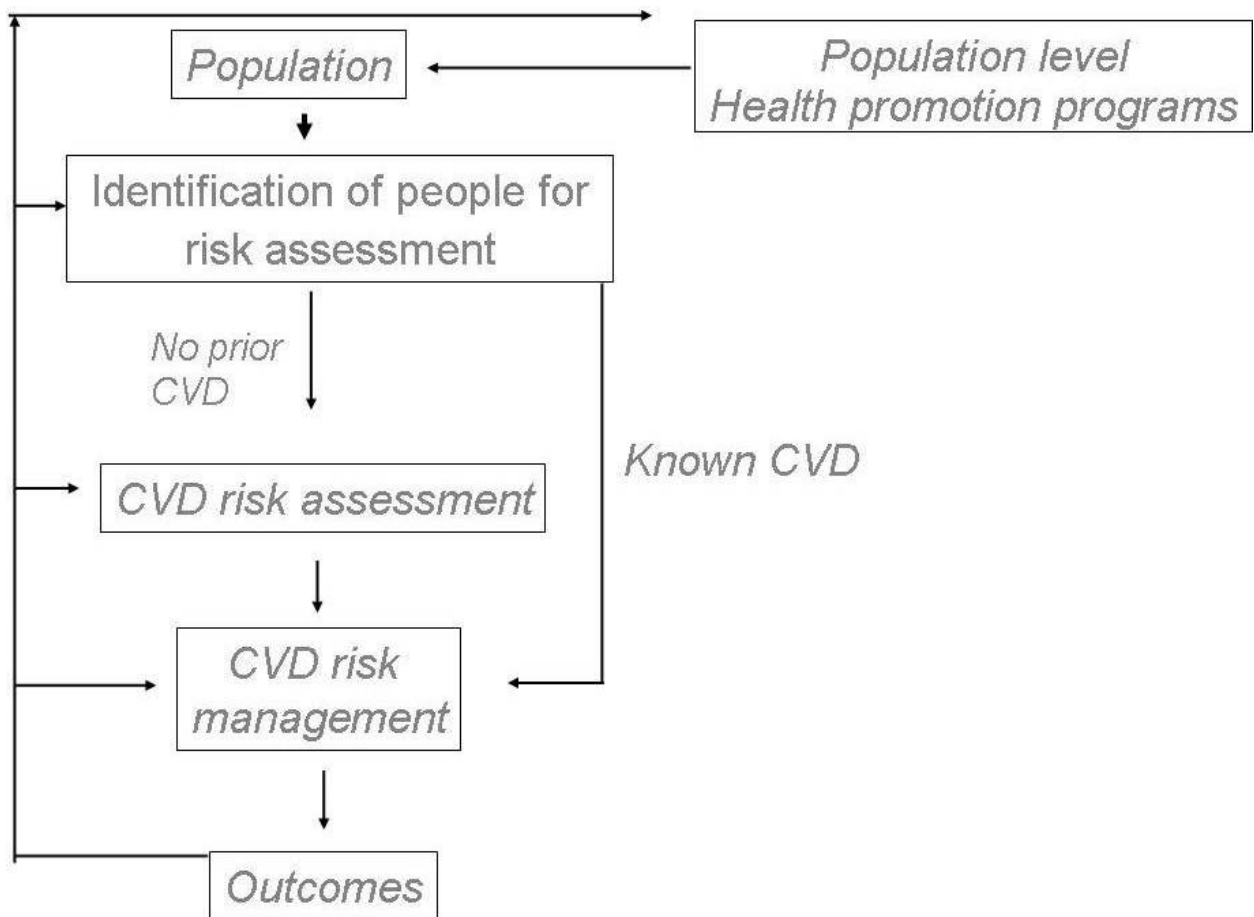 Population
Population level
Health promotion programs
Identification of people for
risk assessment
No prior
CVD
Known CVD
CVD risk assessment
CVD risk
management
Outcomes